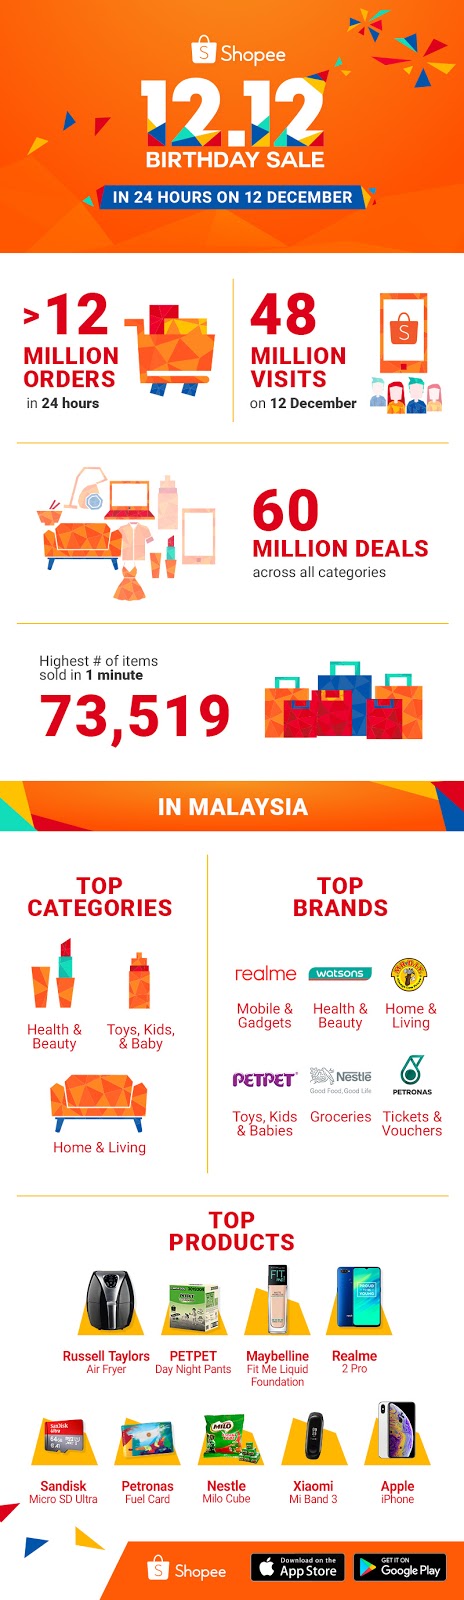 Shopee
12.12
BIRTHDAY SALE
IN 24 HOURS ON 12 DECEMBER
>12
MILLION
ORDERS
in 24 hours
48
MILLION
VISITS
on 12 December
60
MILLION DEALS
across all categories
Highest # of items
sold in 1 minute
73,519
IN MALAYSIA
TOP
CATEGORIES
Health &
Beauty
Toys, Kids,
& Baby
Home & Living
TOP
BRANDS
realme
watsons
Mobile &
Gadgets
Health &
Beauty
Home &
Living
PETPET
Nestlé
Good Food, Good Life
PETRONAS
Toys, Kids
& Babies
Groceries
Tickets &
Vouchers
TOP
PRODUCTS
FIT
me!
Russell Taylors
Air Fryer
PETPET
Day Night Pants
Maybelline
Fit Me Liquid
Foundation
Realme
2 Pro
SanDisk
Ultra
64GB
MILO
Sandisk
Micro SD Ultra
Petronas
Fuel Card
Nestle
Milo Cube
Xiaomi
Mi Band 3
Apple
iPhone
Shopee
Download on the
App Store
GET IT ON
Google Play